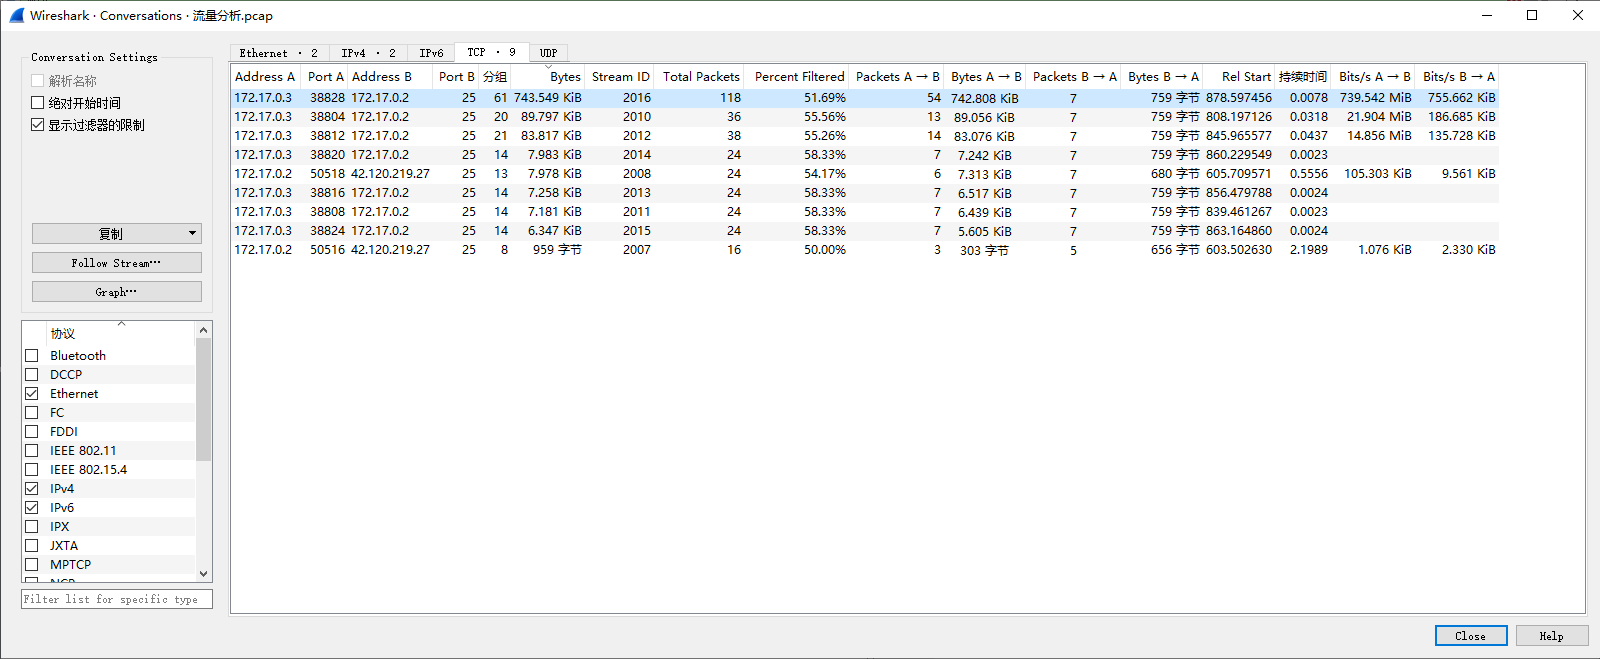 Wireshark · Conversations · 流量分析.pcap
Conversation Settings
解析名称
绝对开始时间
显示过滤器的限制
复制
Follow Stream…
Graph…
协议
Bluetooth
DCCP
Ethernet
FC
FDDI
IEEE 802.11
IEEE 802.15.4
IPv4
IPv6
IPX
JXTA
MPTCP
NCP
Filter list for specific type
Ethernet · 2 IPv4 · 2 IPv6 TCP · 9 UDP
Address A Port A Address B Port B 分组 Bytes Stream ID Total Packets Percent Filtered Packets A → B Bytes A → B Packets B → A Bytes B → A Rel Start 持续时间 Bits/s A → B Bits/s B → A
172.17.0.3 38828 172.17.0.2 25 61 743.549 KiB 2016 118 51.69% 54 742.808 KiB 7 759 字节 878.597456 0.0078 739.542 MiB 755.662 KiB
172.17.0.3 38804 172.17.0.2 25 20 89.797 KiB 2010 36 55.56% 13 89.056 KiB 7 759 字节 808.197126 0.0318 21.904 MiB 186.685 KiB
172.17.0.3 38812 172.17.0.2 25 21 83.817 KiB 2012 38 55.26% 14 83.076 KiB 7 759 字节 845.965577 0.0437 14.856 MiB 135.728 KiB
172.17.0.3 38820 172.17.0.2 25 14 7.983 KiB 2014 24 58.33% 7 7.242 KiB 7 759 字节 860.229549 0.0023
172.17.0.2 50518 42.120.219.27 25 13 7.978 KiB 2008 24 54.17% 6 7.313 KiB 7 680 字节 605.709571 0.5556 105.303 KiB 9.561 KiB
172.17.0.3 38816 172.17.0.2 25 14 7.258 KiB 2013 24 58.33% 7 6.517 KiB 7 759 字节 856.479788 0.0024
172.17.0.3 38808 172.17.0.2 25 14 7.181 KiB 2011 24 58.33% 7 6.439 KiB 7 759 字节 839.461267 0.0023
172.17.0.3 38824 172.17.0.2 25 14 6.347 KiB 2015 24 58.33% 7 5.605 KiB 7 759 字节 863.164860 0.0024
172.17.0.2 50516 42.120.219.27 25 8 959 字节 2007 16 50.00% 3 303 字节 5 656 字节 603.502630 2.1989 1.076 KiB 2.330 KiB
Close Help